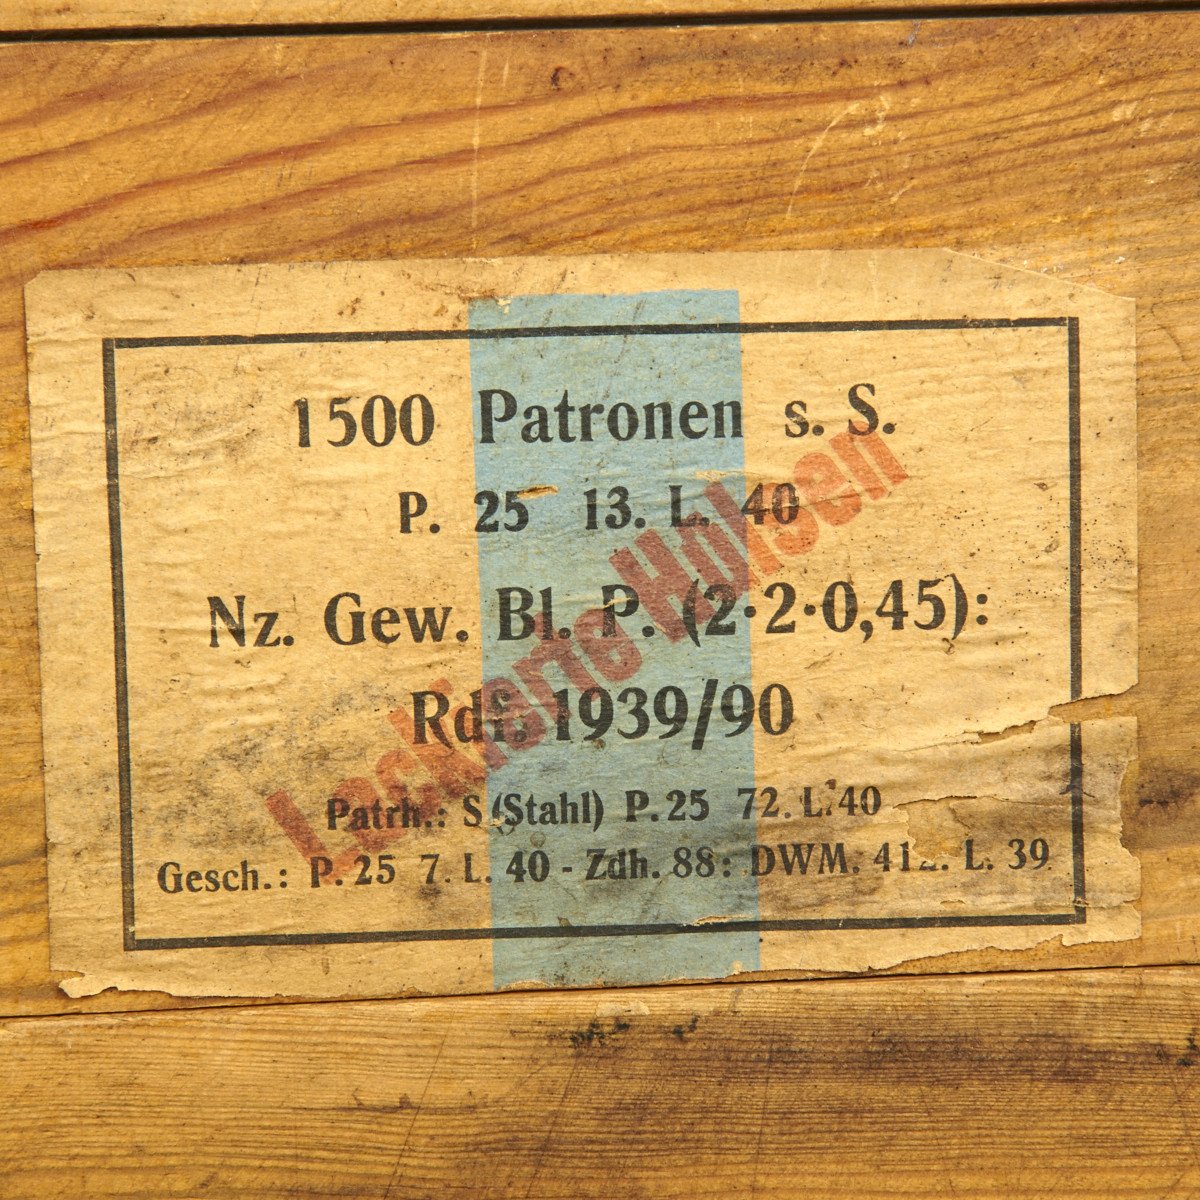 1500 Patronen s. S.
P. 25 13. L. 40
Nz. Gew. Bl. P. (2·2·0,45):
Rdf. 1939/90
Patrh.: S (Stahl) P. 25 72. L. 40
Gesch.: P. 25 7. L. 40 - Zdh. 88: DWM. L. 39
Lackierte Hülsen